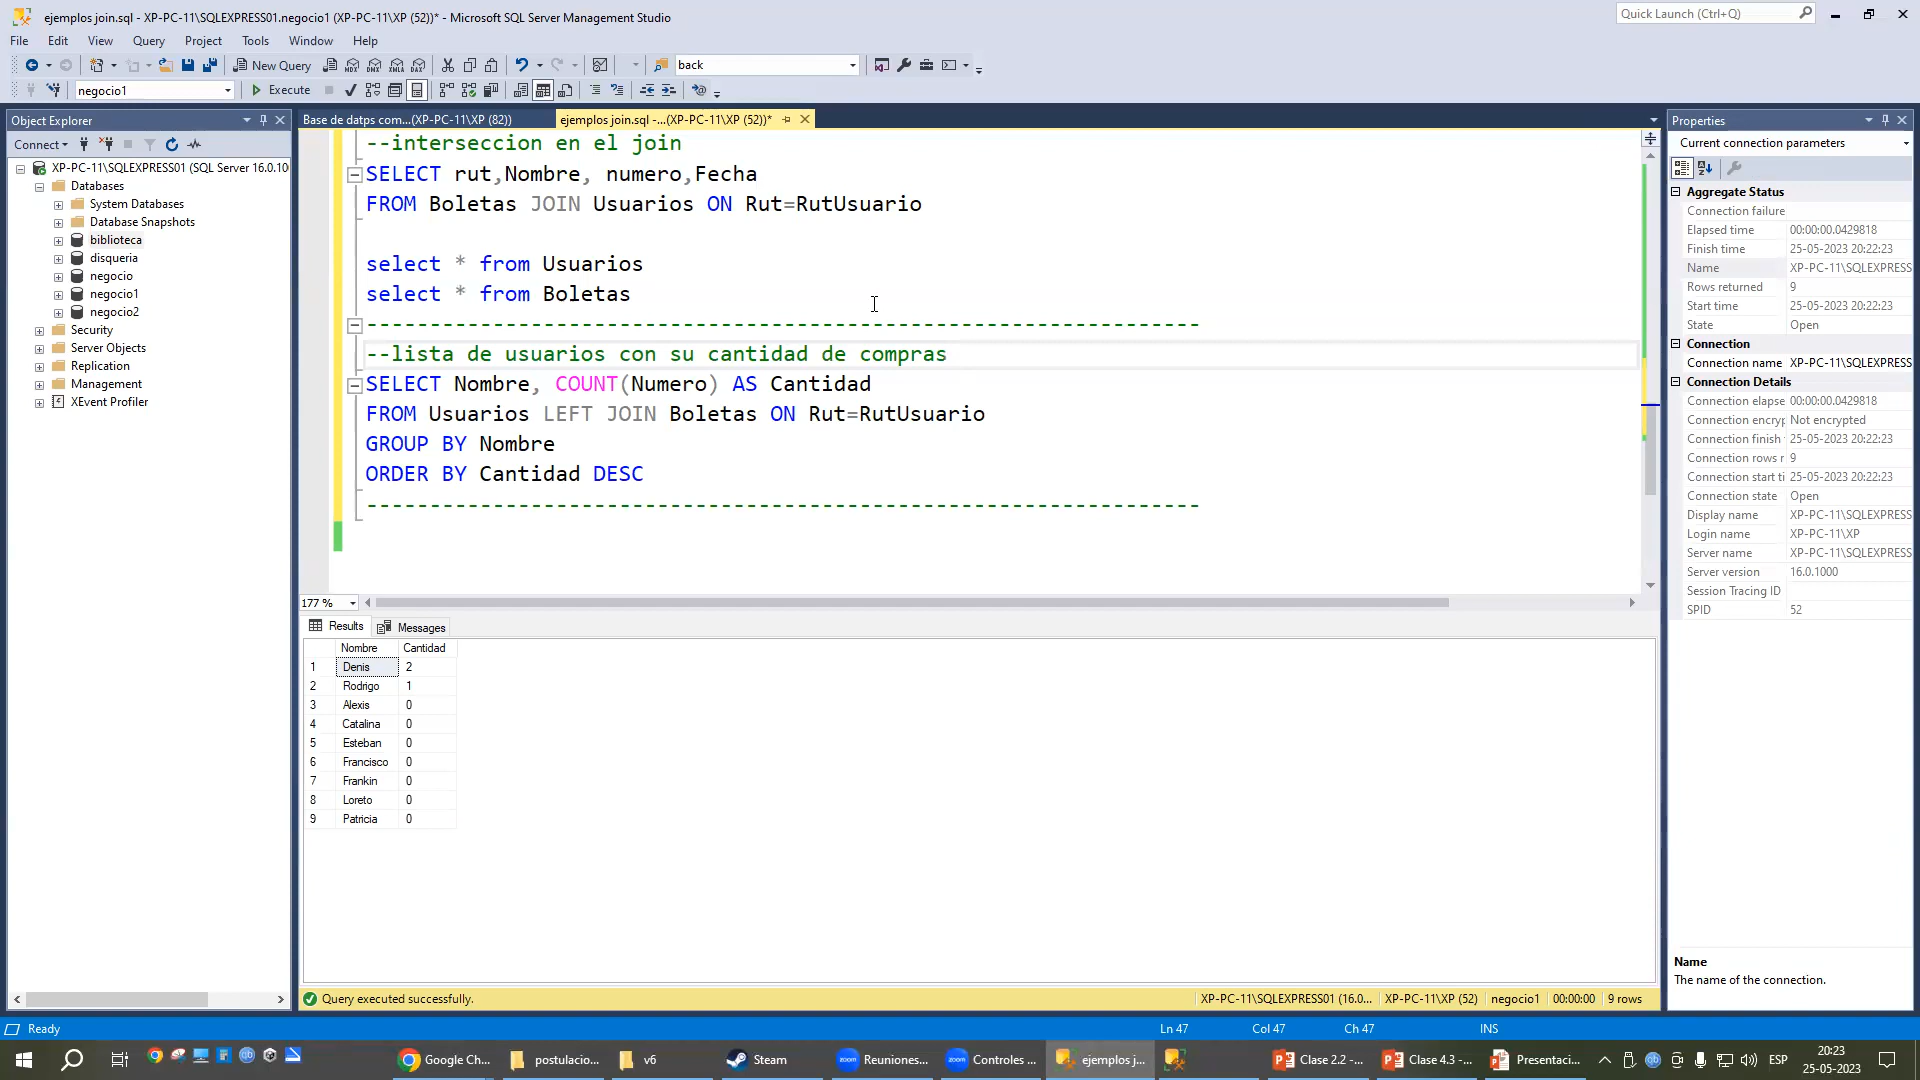 ejemplos join.sql - XP-PC-11\SQLEXPRESS01.negocio1 (XP-PC-11\XP (52))* - Microsoft SQL Server Management Studio
Quick Launch (Ctrl+Q)
File Edit View Query Project Tools Window Help
New Query
back
negocio1
Execute
Object Explorer
Connect
XP-PC-11\SQLEXPRESS01 (SQL Server 16.0.10
Databases
System Databases
Database Snapshots
biblioteca
disqueria
negocio
negocio1
negocio2
Security
Server Objects
Replication
Management
XEvent Profiler
Base de datps com...(XP-PC-11\XP (82))
ejemplos join.sql -...(XP-PC-11\XP (52))*
--interseccion en el join
SELECT rut,Nombre, numero,Fecha
FROM Boletas JOIN Usuarios ON Rut=RutUsuario
select * from Usuarios
select * from Boletas
------------------------------------------------------------------
--lista de usuarios con su cantidad de compras
SELECT Nombre, COUNT(Numero) AS Cantidad
FROM Usuarios LEFT JOIN Boletas ON Rut=RutUsuario
GROUP BY Nombre
ORDER BY Cantidad DESC
------------------------------------------------------------------
177 %
Results Messages
Nombre Cantidad
1 Denis 2
2 Rodrigo 1
3 Alexis 0
4 Catalina 0
5 Esteban 0
6 Francisco 0
7 Frankin 0
8 Loreto 0
9 Patricia 0
Query executed successfully.
XP-PC-11\SQLEXPRESS01 (16.0... XP-PC-11\XP (52) negocio1 00:00:00 9 rows
Properties
Current connection parameters
Aggregate Status
Connection failure
Elapsed time 00:00:00.0429818
Finish time 25-05-2023 20:22:23
Name XP-PC-11\SQLEXPRESS
Rows returned 9
Start time 25-05-2023 20:22:23
State Open
Connection
Connection name XP-PC-11\SQLEXPRESS
Connection Details
Connection elapse 00:00:00.0429818
Connection encryp Not encrypted
Connection finish 25-05-2023 20:22:23
Connection rows r 9
Connection start ti 25-05-2023 20:22:23
Connection state Open
Display name XP-PC-11\SQLEXPRESS
Login name XP-PC-11\XP
Server name XP-PC-11\SQLEXPRESS
Server version 16.0.1000
Session Tracing ID
SPID 52
Name
The name of the connection.
Ready
Ln 47 Col 47 Ch 47 INS
Google Ch... postulacio... v6 Steam Reuniones... Controles ... ejemplos j... Clase 2.2 -... Clase 4.3 -... Presentaci... ESP
20:23
25-05-2023